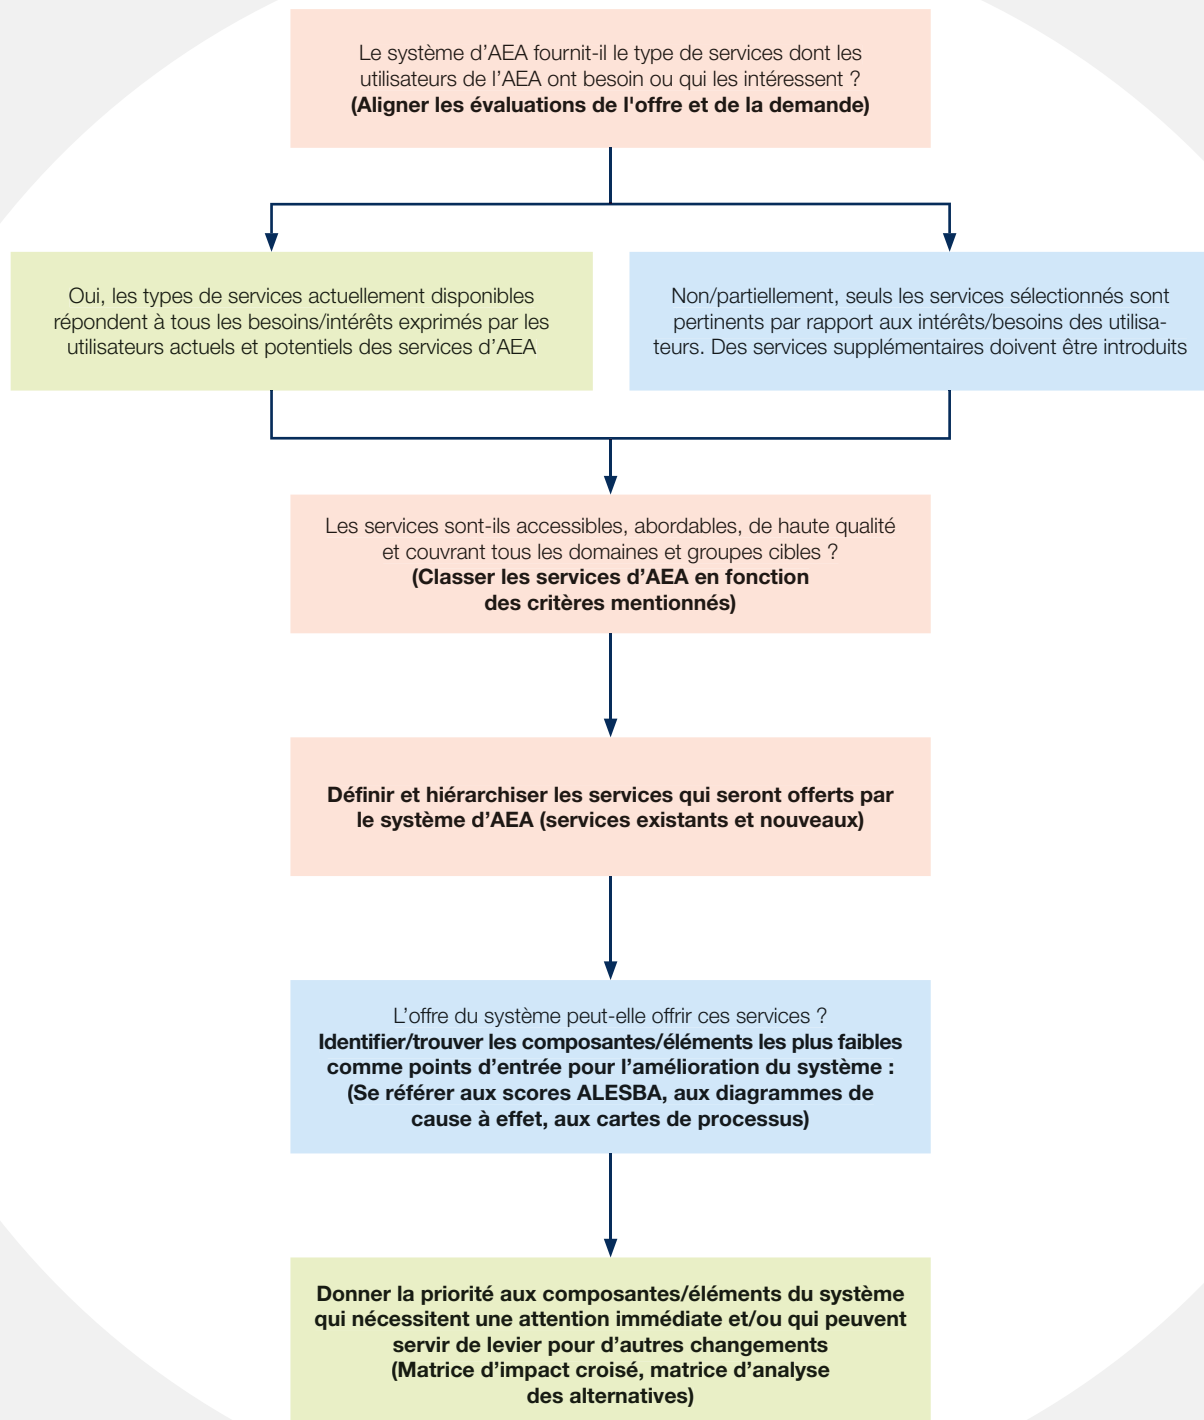 Le système d’AEA fournit-il le type de services dont les
utilisateurs de l’AEA ont besoin ou qui les intéressent ?
(Aligner les évaluations de l'offre et de la demande)
Oui, les types de services actuellement disponibles
répondent à tous les besoins/intérêts exprimés par les
utilisateurs actuels et potentiels des services d’AEA
Non/partiellement, seuls les services sélectionnés sont
pertinents par rapport aux intérêts/besoins des utilisa-
teurs. Des services supplémentaires doivent être introduits
Les services sont-ils accessibles, abordables, de haute qualité
et couvrant tous les domaines et groupes cibles ?
(Classer les services d’AEA en fonction
des critères mentionnés)
Définir et hiérarchiser les services qui seront offerts par
le système d’AEA (services existants et nouveaux)
L’offre du système peut-elle offrir ces services ?
Identifier/trouver les composantes/éléments les plus faibles
comme points d’entrée pour l’amélioration du système :
(Se référer aux scores ALESBA, aux diagrammes de
cause à effet, aux cartes de processus)
Donner la priorité aux composantes/éléments du système
qui nécessitent une attention immédiate et/ou qui peuvent
servir de levier pour d’autres changements
(Matrice d’impact croisé, matrice d’analyse
des alternatives)